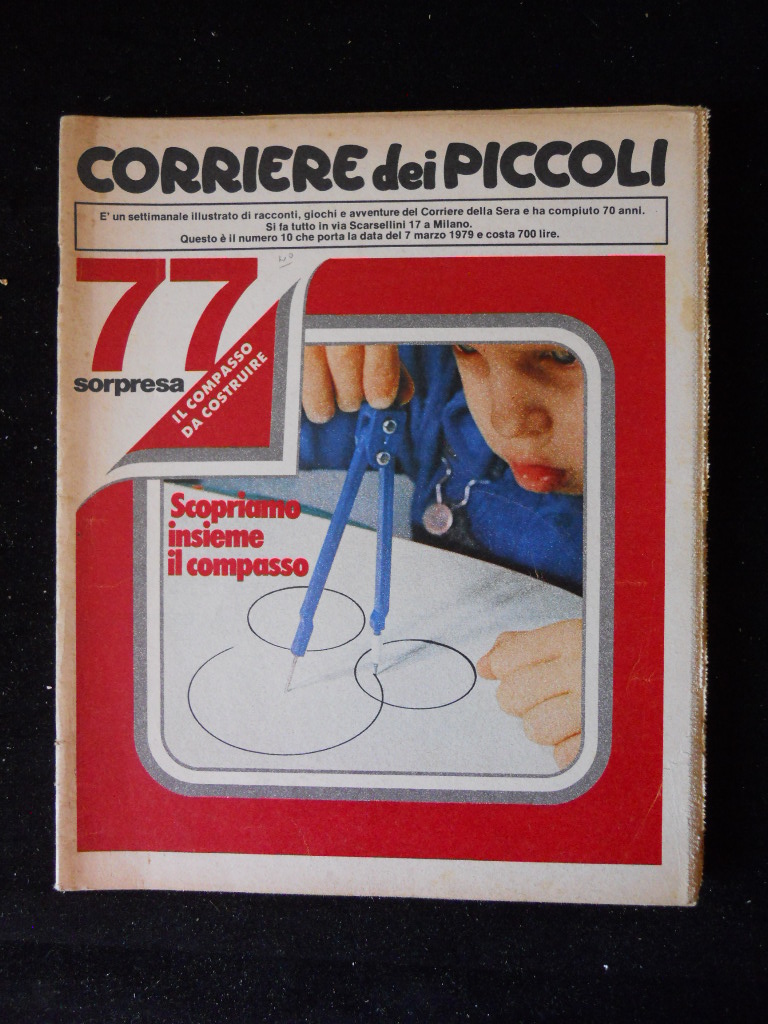 CORRIERE dei PICCOLI
E' un settimanale illustrato di racconti, giochi e avventure del Corriere della Sera e ha compiuto 70 anni.
Si fa tutto in via Scarsellini 17 a Milano.
Questo è il numero 10 che porta la data del 7 marzo 1979 e costa 700 lire.
77
sorpresa
IL COMPASSO
DA COSTRUIRE
Scopriamo
insieme
il compasso